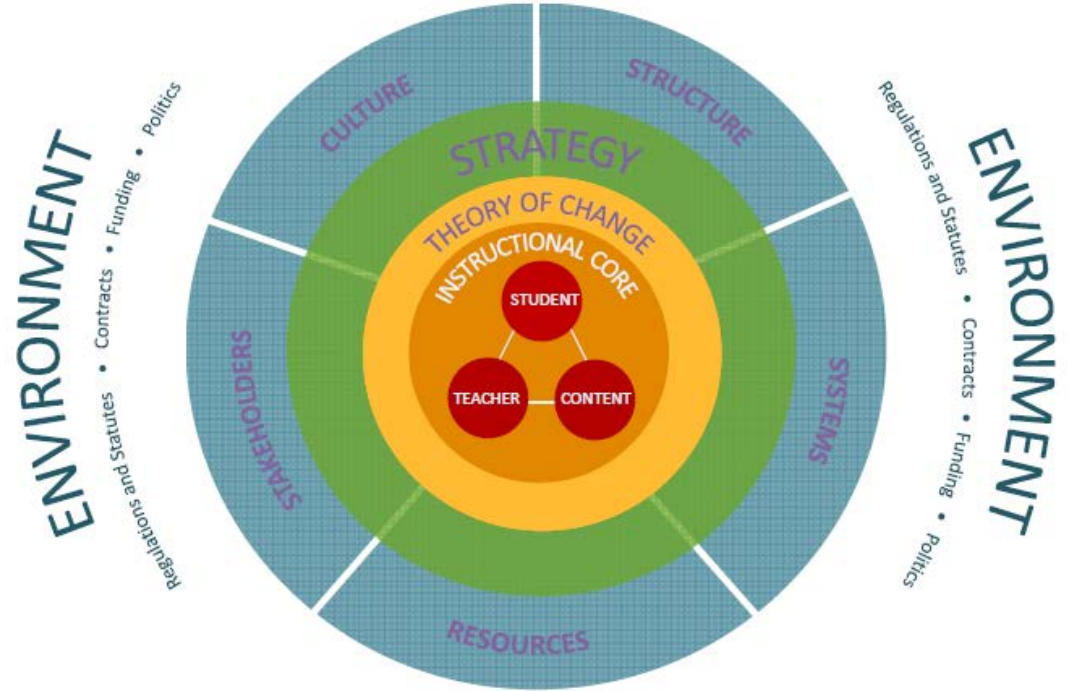 ENVIRONMENT
Regulations and Statutes • Contracts • Funding • Politics
CULTURE
STRUCTURE
STRATEGY
THEORY OF CHANGE
INSTRUCTIONAL CORE
STUDENT
TEACHER
CONTENT
STAKEHOLDERS
SYSTEMS
RESOURCES
Regulations and Statutes • Contracts • Funding • Politics
ENVIRONMENT